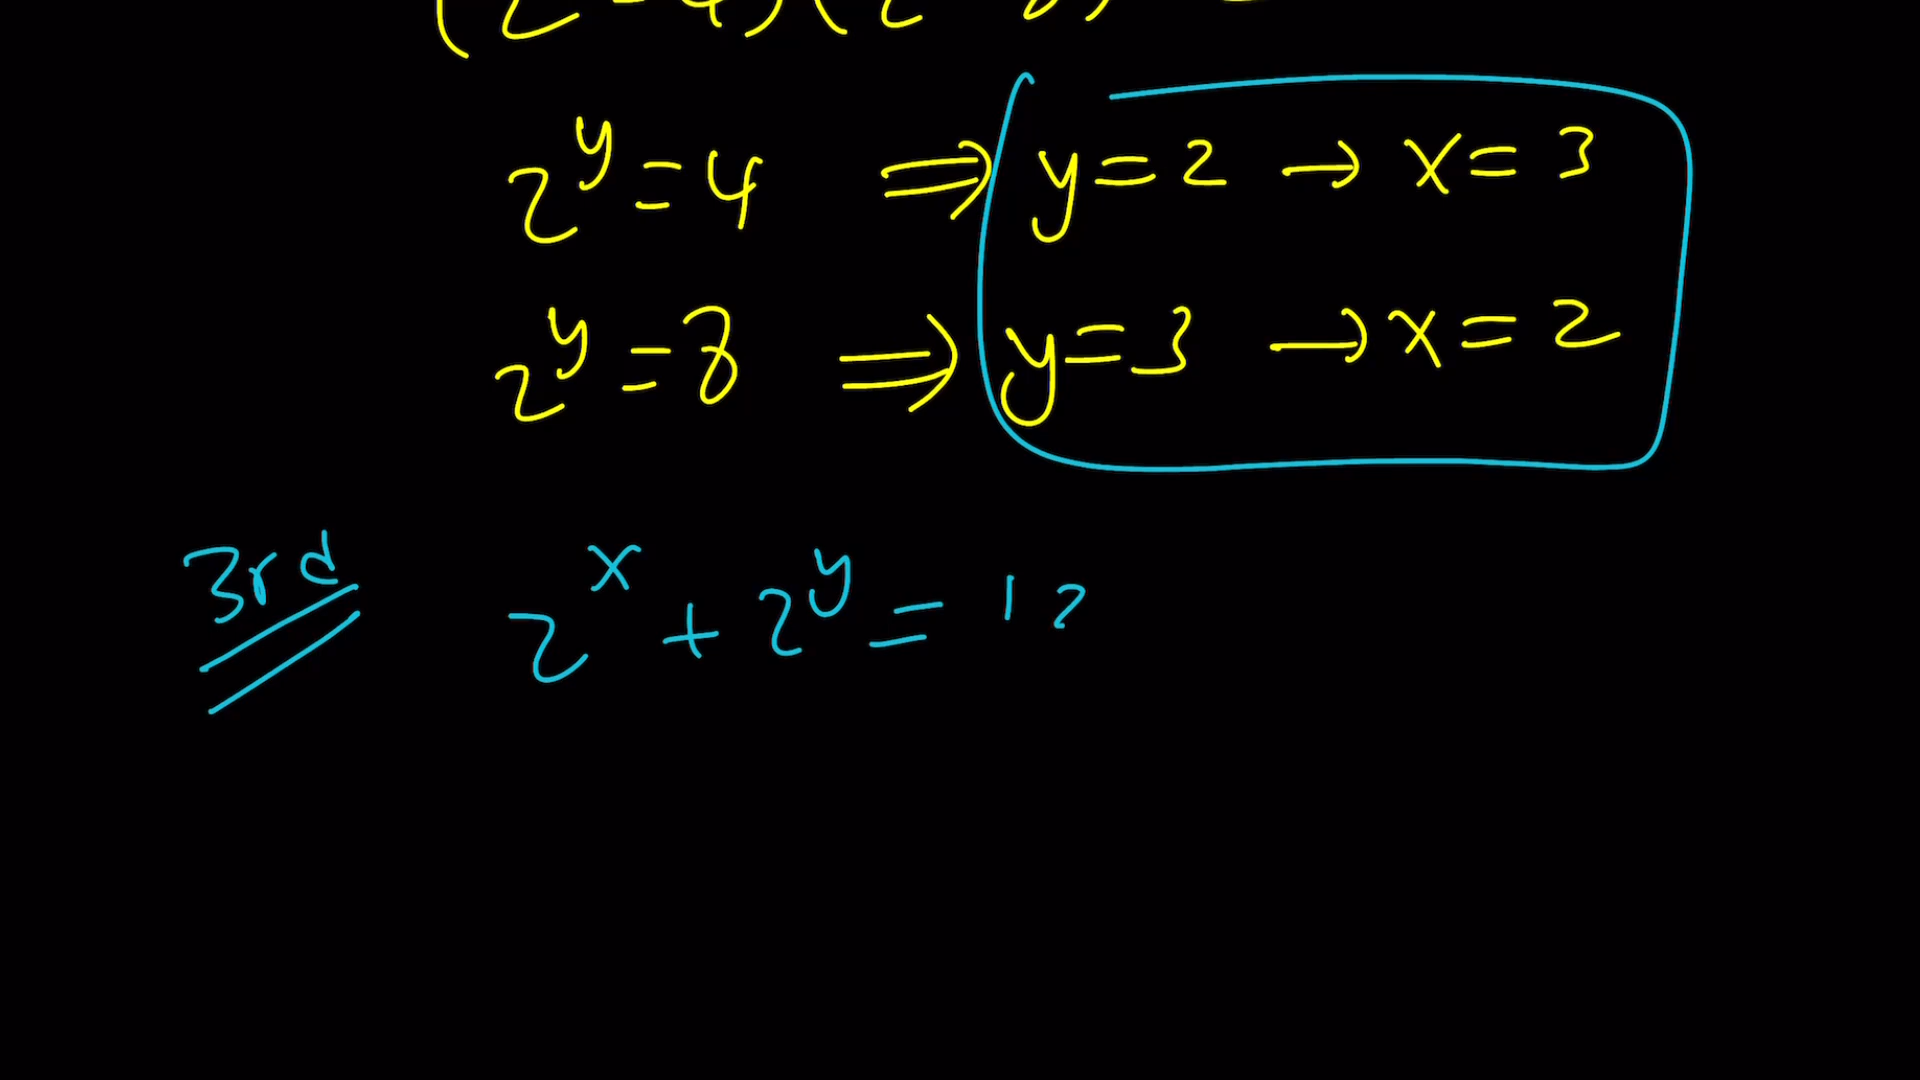 2^y = 4 ⇒ y = 2 → x = 3
2^y = 8 ⇒ y = 3 → x = 2
3rd 2^x + 2^y = 12